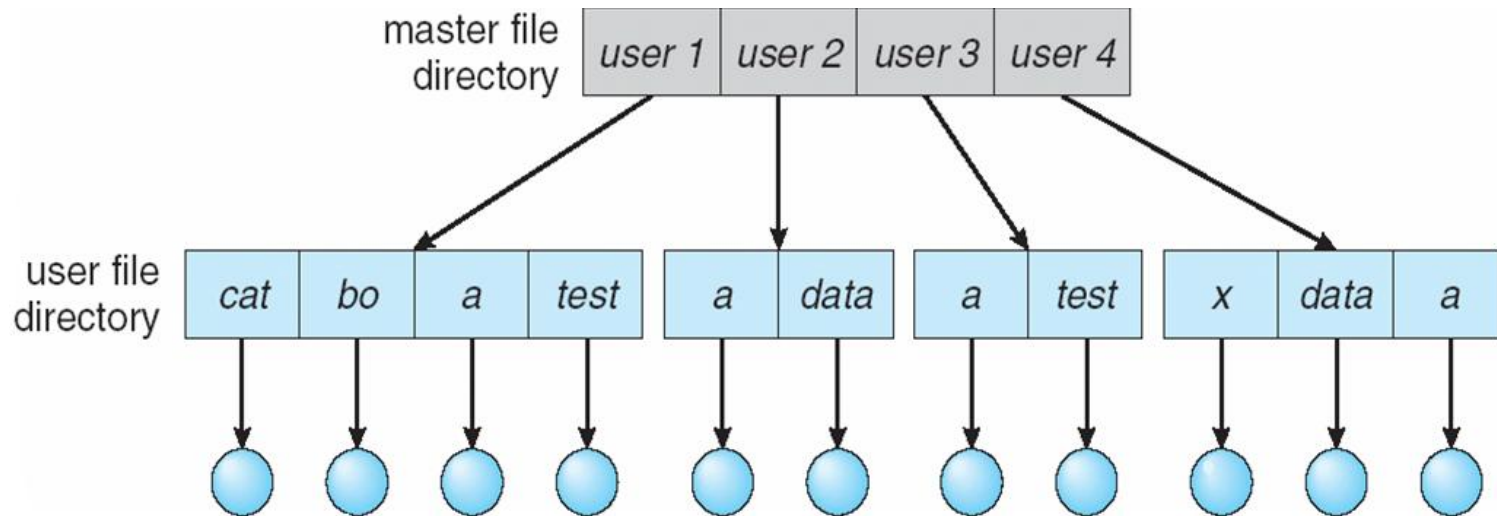 master file
directory
user 1 user 2 user 3 user 4
user file
directory
cat bo a test a data a test x data a